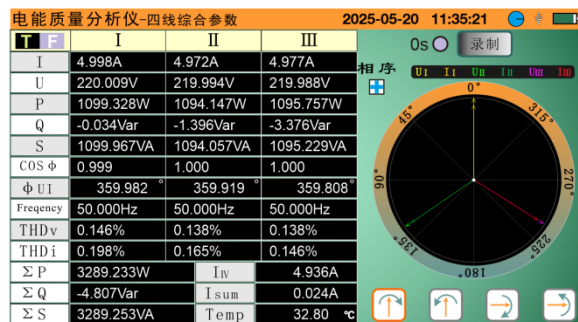 电能质量分析仪-四线综合参数 2025-05-20 11:35:21
T F I II III
I 4.998A 4.972A 4.977A
U 220.009V 219.994V 219.988V
P 1099.328W 1094.147W 1095.757W
Q -0.034Var -1.396Var -3.376Var
S 1099.967VA 1094.057VA 1095.229VA
COSΦ 0.999 1.000 1.000
ΦUI 359.982° 359.919° 359.808°
Freqency 50.000Hz 50.000Hz 50.000Hz
THDv 0.146% 0.138% 0.138%
THDi 0.198% 0.165% 0.146%
ΣP 3289.233W IIV 4.936A
ΣQ -4.807Var Isum 0.024A
ΣS 3289.253VA Temp 32.80 ℃
0s 录制
相序 UI II UII III UIII IIII
0°
45° 315°
90° 270°
135° 225°
180°